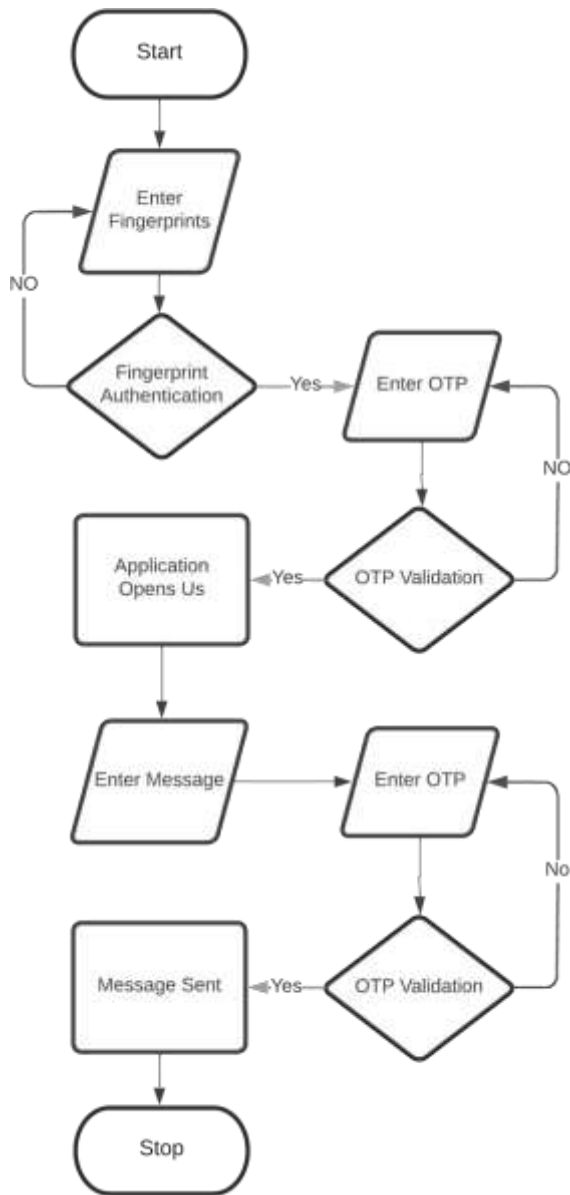 Start
Enter
Fingerprints
NO
Fingerprint
Authentication
Yes
Enter OTP
NO
OTP Validation
Yes
Application
Opens Us
Enter Message
Enter OTP
No
OTP Validation
Yes
Message Sent
Stop